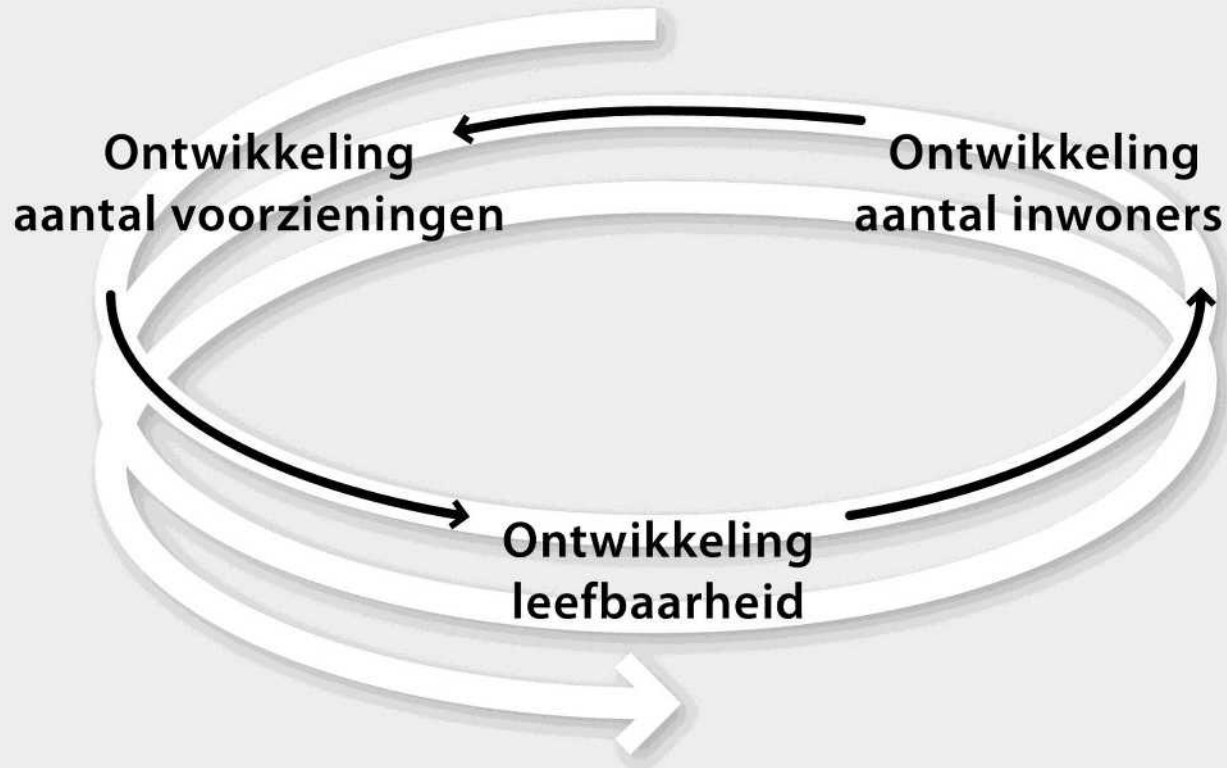 Ontwikkeling
aantal voorzieningen
Ontwikkeling
aantal inwoners
Ontwikkeling
leefbaarheid